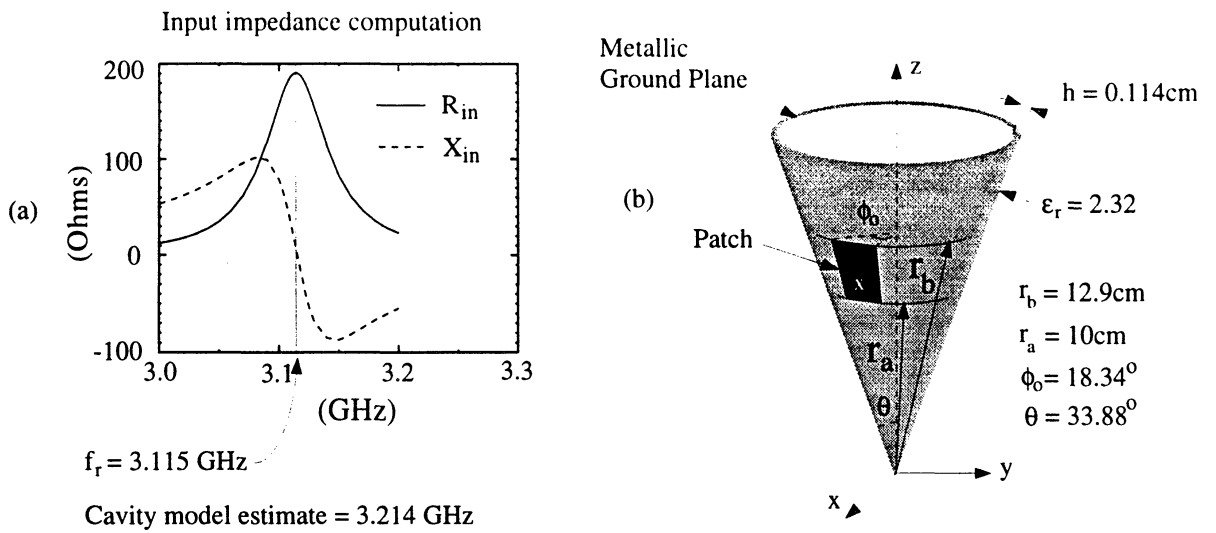 Input impedance computation
(a)
(Ohms)
200
100
0
-100
R_in
X_in
3.0
3.1
3.2
3.3
(GHz)
f_r = 3.115 GHz
Cavity model estimate = 3.214 GHz
(b)
Metallic
Ground Plane
z
h = 0.114cm
ε_r = 2.32
ϕ_o
Patch
x
r_b
r_a
θ
r_b = 12.9cm
r_a = 10cm
ϕ_o = 18.34°
θ = 33.88°
y
x